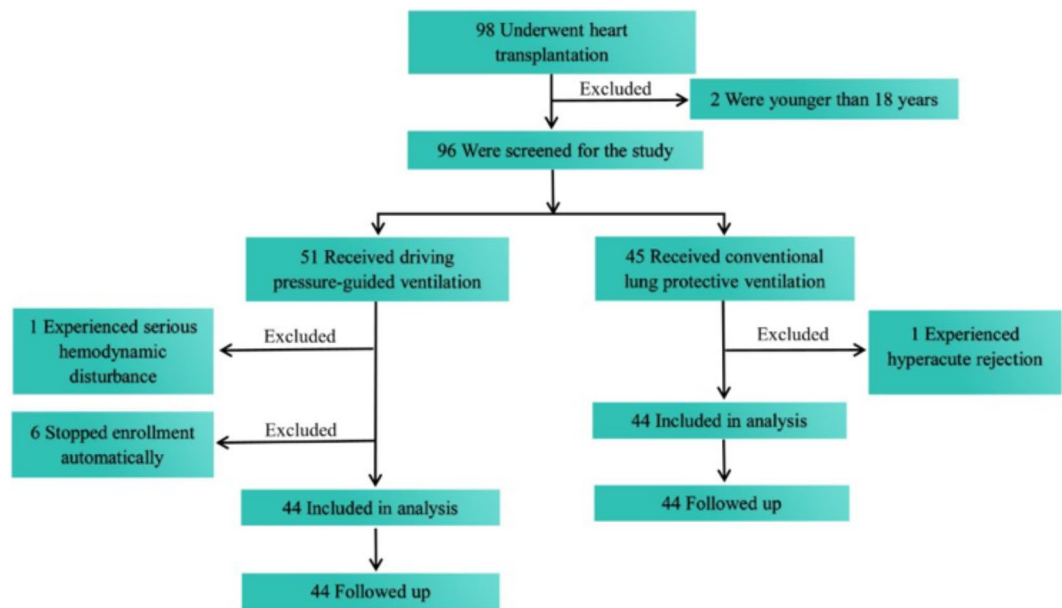 98 Underwent heart
transplantation
Excluded
2 Were younger than 18 years
96 Were screened for the study
51 Received driving
pressure-guided ventilation
45 Received conventional
lung protective ventilation
1 Experienced serious
hemodynamic
disturbance
Excluded
Excluded
1 Experienced
hyperacute rejection
6 Stopped enrollment
automatically
Excluded
44 Included in analysis
44 Followed up
44 Included in analysis
44 Followed up